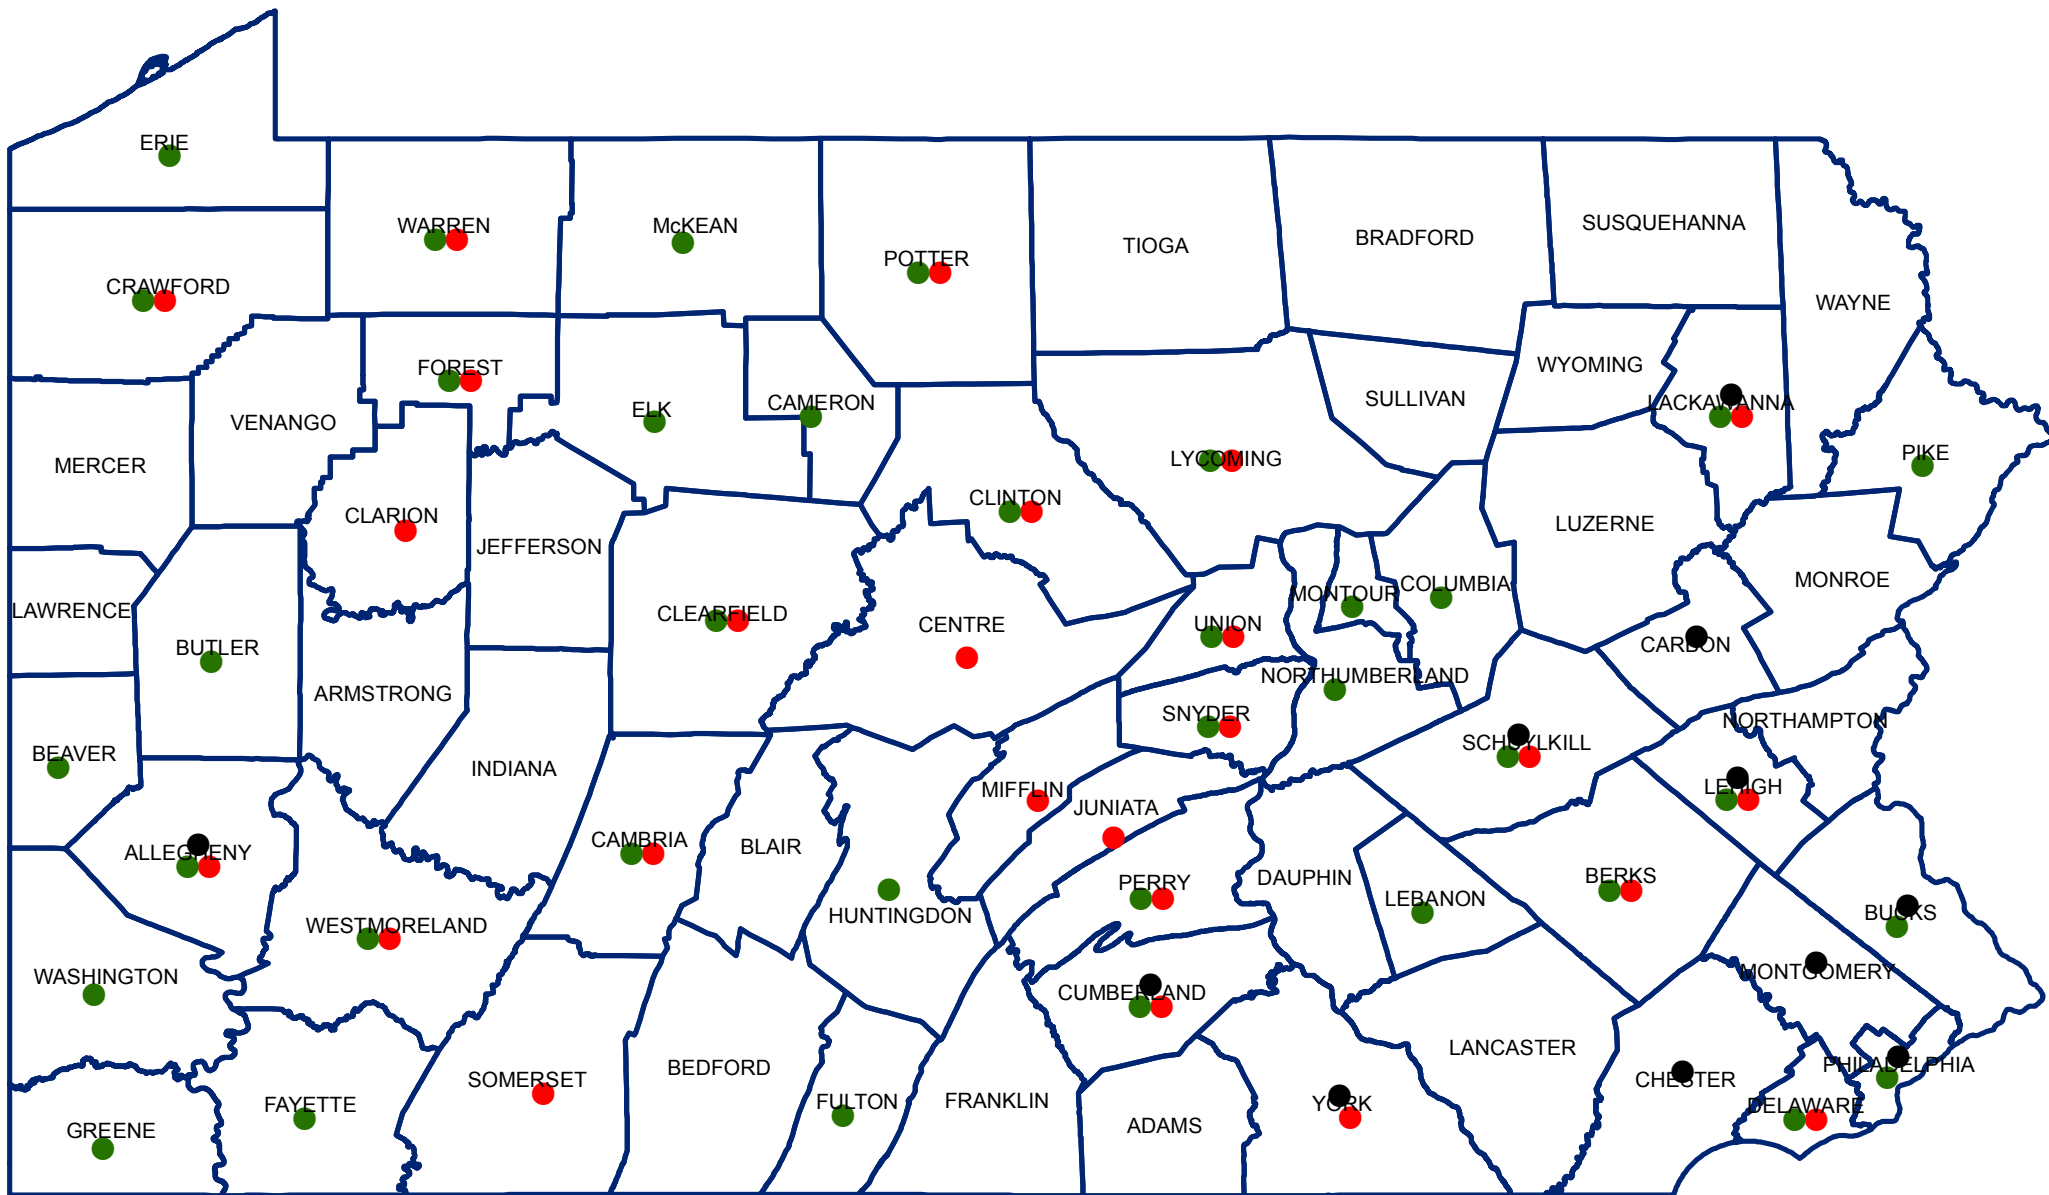 ERIE
WARREN
McKEAN
POTTER
TIOGA
BRADFORD
SUSQUEHANNA
CRAWFORD
WAYNE
FOREST
WYOMING
VENANGO
ELK
CAMERON
SULLIVAN
LACKAWANNA
MERCER
LYCOMING
PIKE
CLARION
CLINTON
JEFFERSON
LUZERNE
LAWRENCE
CLEARFIELD
CENTRE
UNION
MONTOUR
COLUMBIA
MONROE
BUTLER
CARBON
ARMSTRONG
NORTHUMBERLAND
SNYDER
NORTHAMPTON
BEAVER
INDIANA
SCHUYLKILL
MIFFLIN
JUNIATA
LEHIGH
ALLEGHENY
CAMBRIA
BLAIR
PERRY
DAUPHIN
LEBANON
BERKS
WESTMORELAND
HUNTINGDON
BUCKS
WASHINGTON
CUMBERLAND
MONTGOMERY
LANCASTER
SOMERSET
BEDFORD
CHESTER
PHILADELPHIA
GREENE
FAYETTE
FULTON
FRANKLIN
ADAMS
YORK
DELAWARE